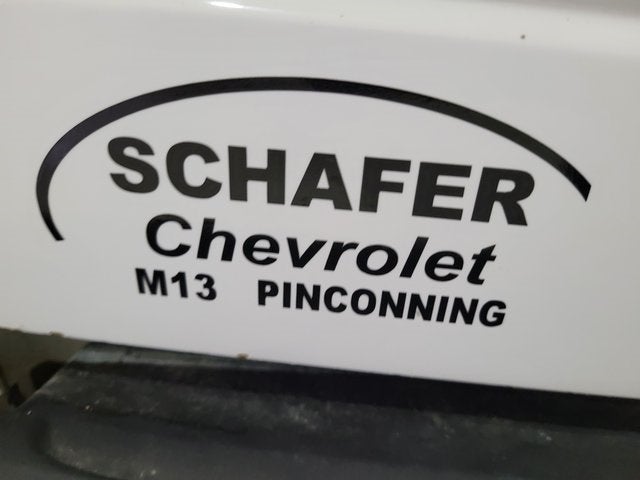 SCHAFER
Chevrolet
M13 PINCONNING